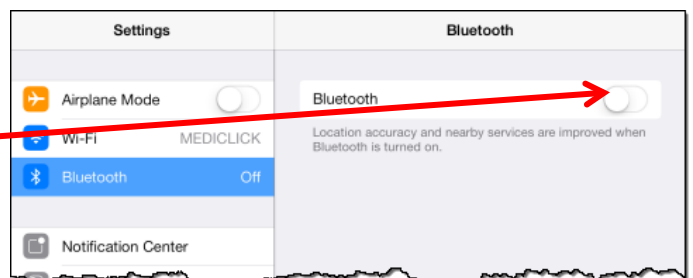 Settings
Bluetooth
Airplane Mode
Wi-Fi MEDICLICK
Bluetooth Off
Notification Center
Bluetooth
Location accuracy and nearby services are improved when
Bluetooth is turned on.